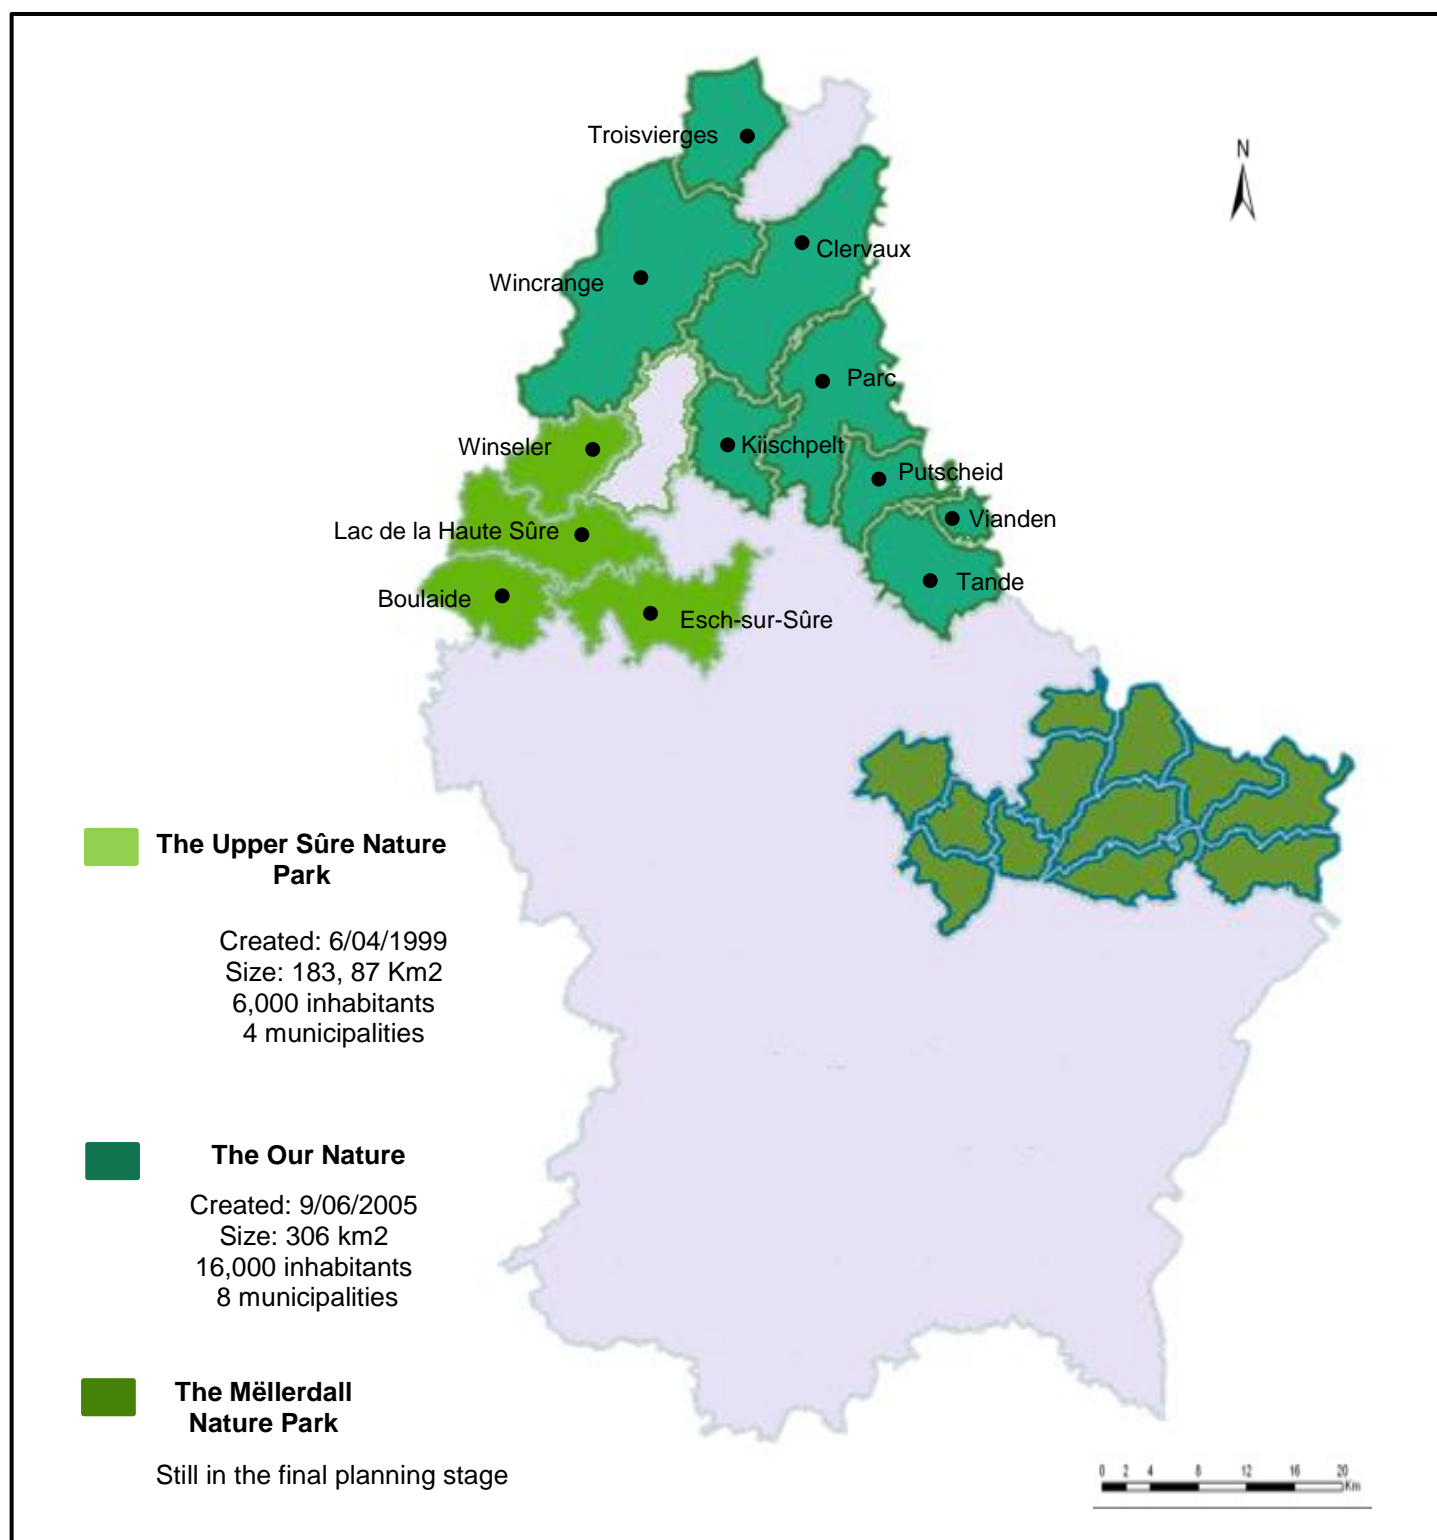 N
Troisvierges
Clervaux
Wincrange
Parc
Winseler
Kiischpelt
Putscheid
Vianden
Lac de la Haute Sûre
Tande
Boulaide
Esch-sur-Sûre
The Upper Sûre Nature
Park
Created: 6/04/1999
Size: 183, 87 Km2
6,000 inhabitants
4 municipalities
The Our Nature
Created: 9/06/2005
Size: 306 km2
16,000 inhabitants
8 municipalities
The Mëllerdall
Nature Park
Still in the final planning stage
0 2 4 8 12 16 20
Km